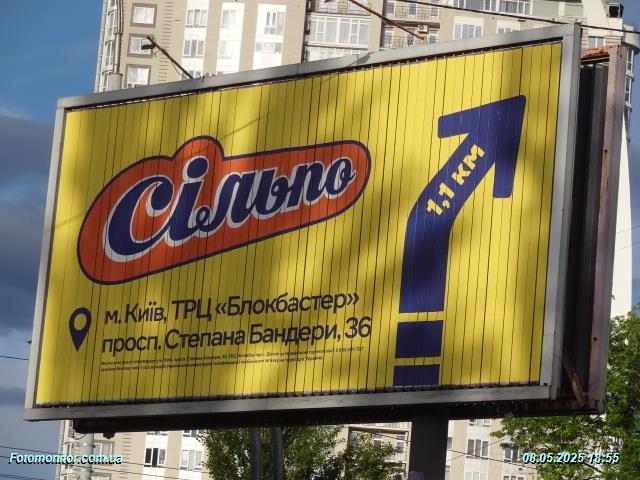 Сільпо
1,1 км
м. Київ, ТРЦ «Блокбастер»
просп. Степана Бандери, 36
Fotomonitor.com.ua
08.05.2025 18:55